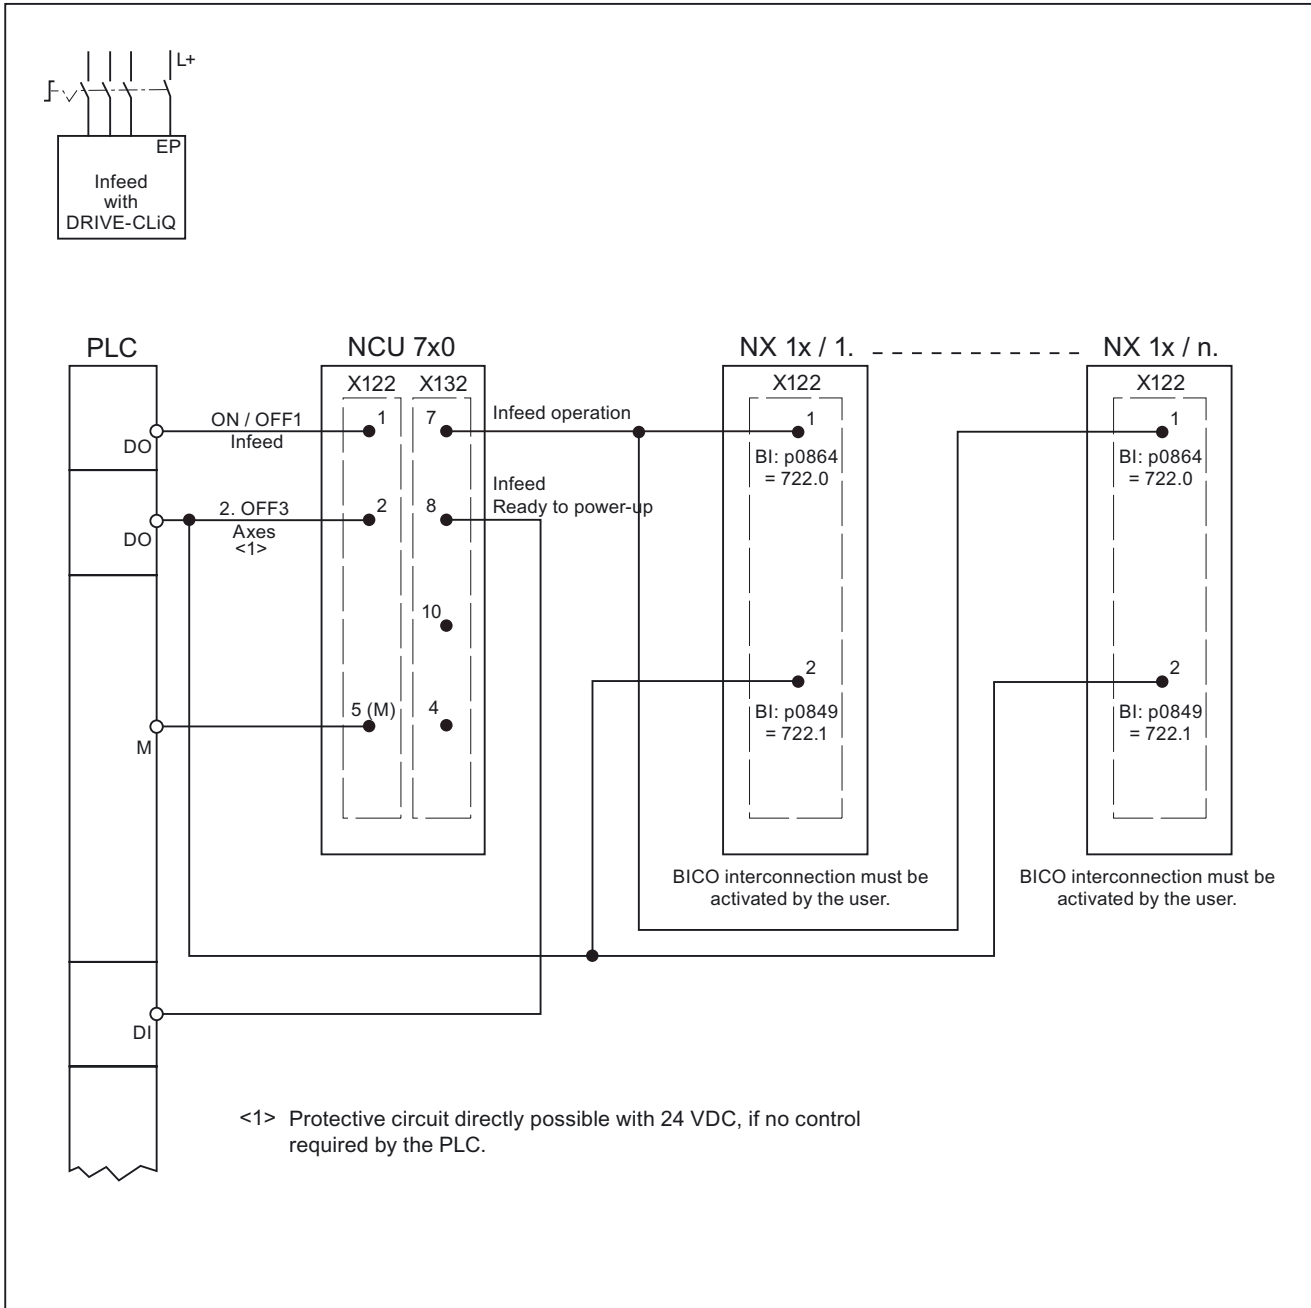 L+
EP
Infeed
with
DRIVE-CLiQ
PLC
NCU 7x0
NX 1x / 1.
NX 1x / n.
X122
X132
X122
X122
DO
ON / OFF1
Infeed
1
7
Infeed operation
1
BI: p0864
= 722.0
1
BI: p0864
= 722.0
DO
2. OFF3
Axes
<1>
2
8
Infeed
Ready to power-up
10
2
BI: p0849
= 722.1
2
BI: p0849
= 722.1
M
5 (M)
4
BICO interconnection must be
activated by the user.
BICO interconnection must be
activated by the user.
DI
<1> Protective circuit directly possible with 24 VDC, if no control
required by the PLC.